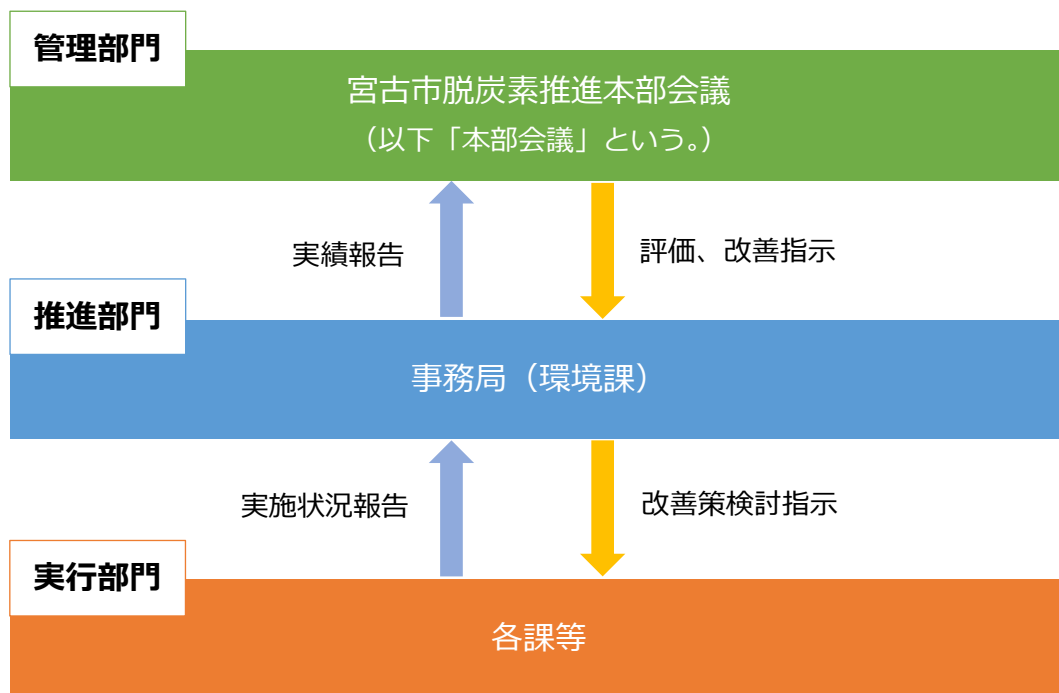 管理部門
宮古市脱炭素推進本部会議
（以下「本部会議」という。）
実績報告
評価、改善指示
推進部門
事務局（環境課）
実施状況報告
改善策検討指示
実行部門
各課等